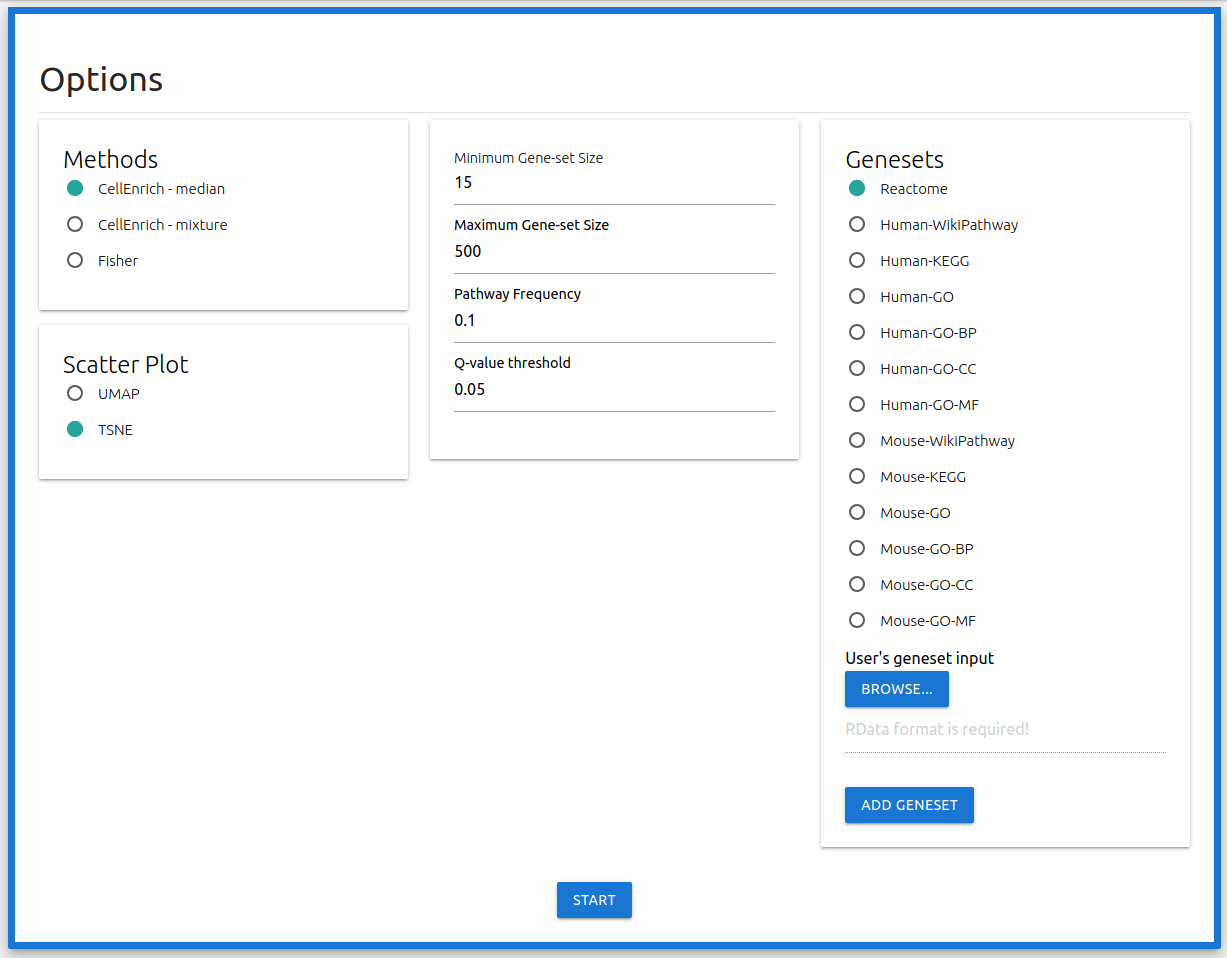 Options
Methods
CellEnrich - median
CellEnrich - mixture
Fisher
Scatter Plot
UMAP
TSNE
Minimum Gene-set Size
15
Maximum Gene-set Size
500
Pathway Frequency
0.1
Q-value threshold
0.05
Genesets
Reactome
Human-WikiPathway
Human-KEGG
Human-GO
Human-GO-BP
Human-GO-CC
Human-GO-MF
Mouse-WikiPathway
Mouse-KEGG
Mouse-GO
Mouse-GO-BP
Mouse-GO-CC
Mouse-GO-MF
User's geneset input
BROWSE...
RData format is required!
ADD GENESET
START